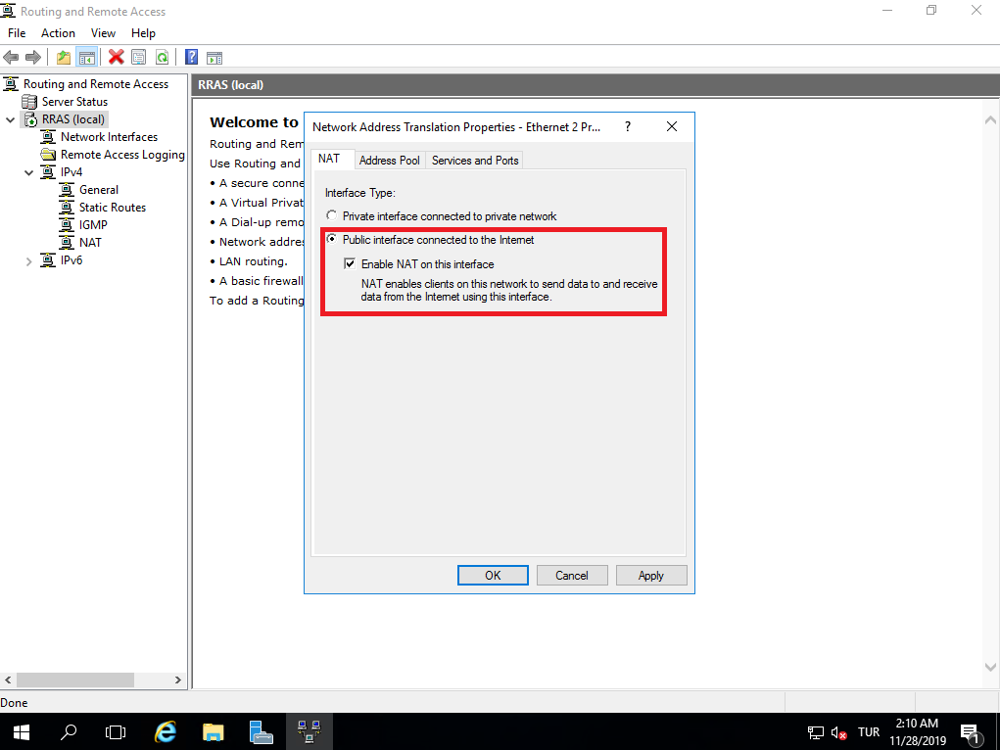 Routing and Remote Access
File Action View Help
Routing and Remote Access
Server Status
RRAS (local)
Network Interfaces
Remote Access Logging
IPv4
General
Static Routes
IGMP
NAT
IPv6
RRAS (local)
Welcome to
Routing and Rem
Use Routing and
• A secure conne
• A Virtual Privat
• A Dial-up remo
• Network addres
• LAN routing.
• A basic firewall
To add a Routing
Network Address Translation Properties - Ethernet 2 Pr...
?
NAT Address Pool Services and Ports
Interface Type:
Private interface connected to private network
Public interface connected to the Internet
Enable NAT on this interface
NAT enables clients on this network to send data to and receive
data from the Internet using this interface.
OK Cancel Apply
Done
TUR
2:10 AM
11/28/2019
1